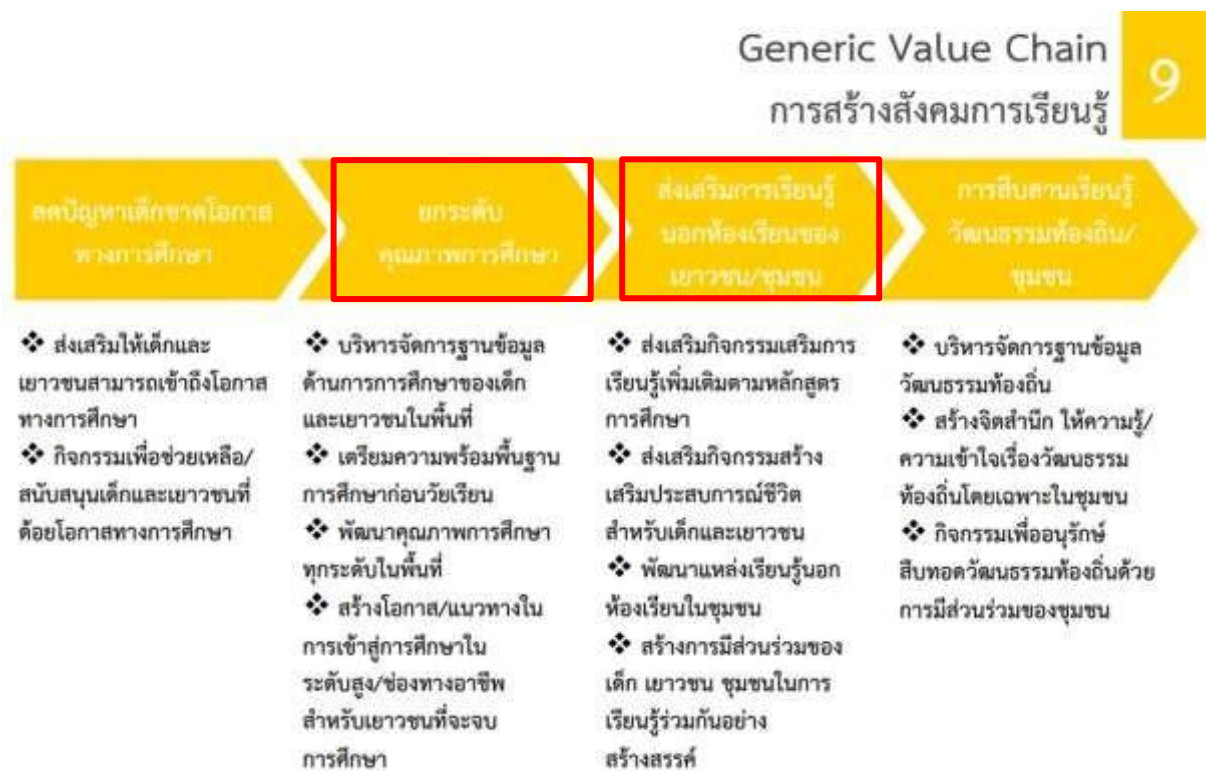 Generic Value Chain
การสร้างสังคมการเรียนรู้
9
ลดปัญหาเด็กขาดโอกาส
ทางการศึกษา
ยกระดับ
คุณภาพการศึกษา
ส่งเสริมการเรียนรู้
นอกห้องเรียนของ
เยาวชน/ชุมชน
การสืบสานเรียนรู้
วัฒนธรรมท้องถิ่น/
ชุมชน
❖ ส่งเสริมให้เด็กและ
เยาวชนสามารถเข้าถึงโอกาส
ทางการศึกษา
❖ กิจกรรมเพื่อช่วยเหลือ/
สนับสนุนเด็กและเยาวชนที่
ด้อยโอกาสทางการศึกษา
❖ บริหารจัดการฐานข้อมูล
ด้านการการศึกษาของเด็ก
และเยาวชนในพื้นที่
❖ เตรียมความพร้อมพื้นฐาน
การศึกษาก่อนวัยเรียน
❖ พัฒนาคุณภาพการศึกษา
ทุกระดับในพื้นที่
❖ สร้างโอกาส/แนวทางใน
การเข้าสู่การศึกษาใน
ระดับสูง/ช่องทางอาชีพ
สำหรับเยาวชนที่จะจบ
การศึกษา
❖ ส่งเสริมกิจกรรมเสริมการ
เรียนรู้เพิ่มเติมตามหลักสูตร
การศึกษา
❖ ส่งเสริมกิจกรรมสร้าง
เสริมประสบการณ์ชีวิต
สำหรับเด็กและเยาวชน
❖ พัฒนาแหล่งเรียนรู้นอก
ห้องเรียนในชุมชน
❖ สร้างการมีส่วนร่วมของ
เด็ก เยาวชน ชุมชนในการ
เรียนรู้ร่วมกันอย่าง
สร้างสรรค์
❖ บริหารจัดการฐานข้อมูล
วัฒนธรรมท้องถิ่น
❖ สร้างจิตสำนึก ให้ความรู้/
ความเข้าใจเรื่องวัฒนธรรม
ท้องถิ่นโดยเฉพาะในชุมชน
❖ กิจกรรมเพื่ออนุรักษ์
สืบทอดวัฒนธรรมท้องถิ่นด้วย
การมีส่วนร่วมของชุมชน